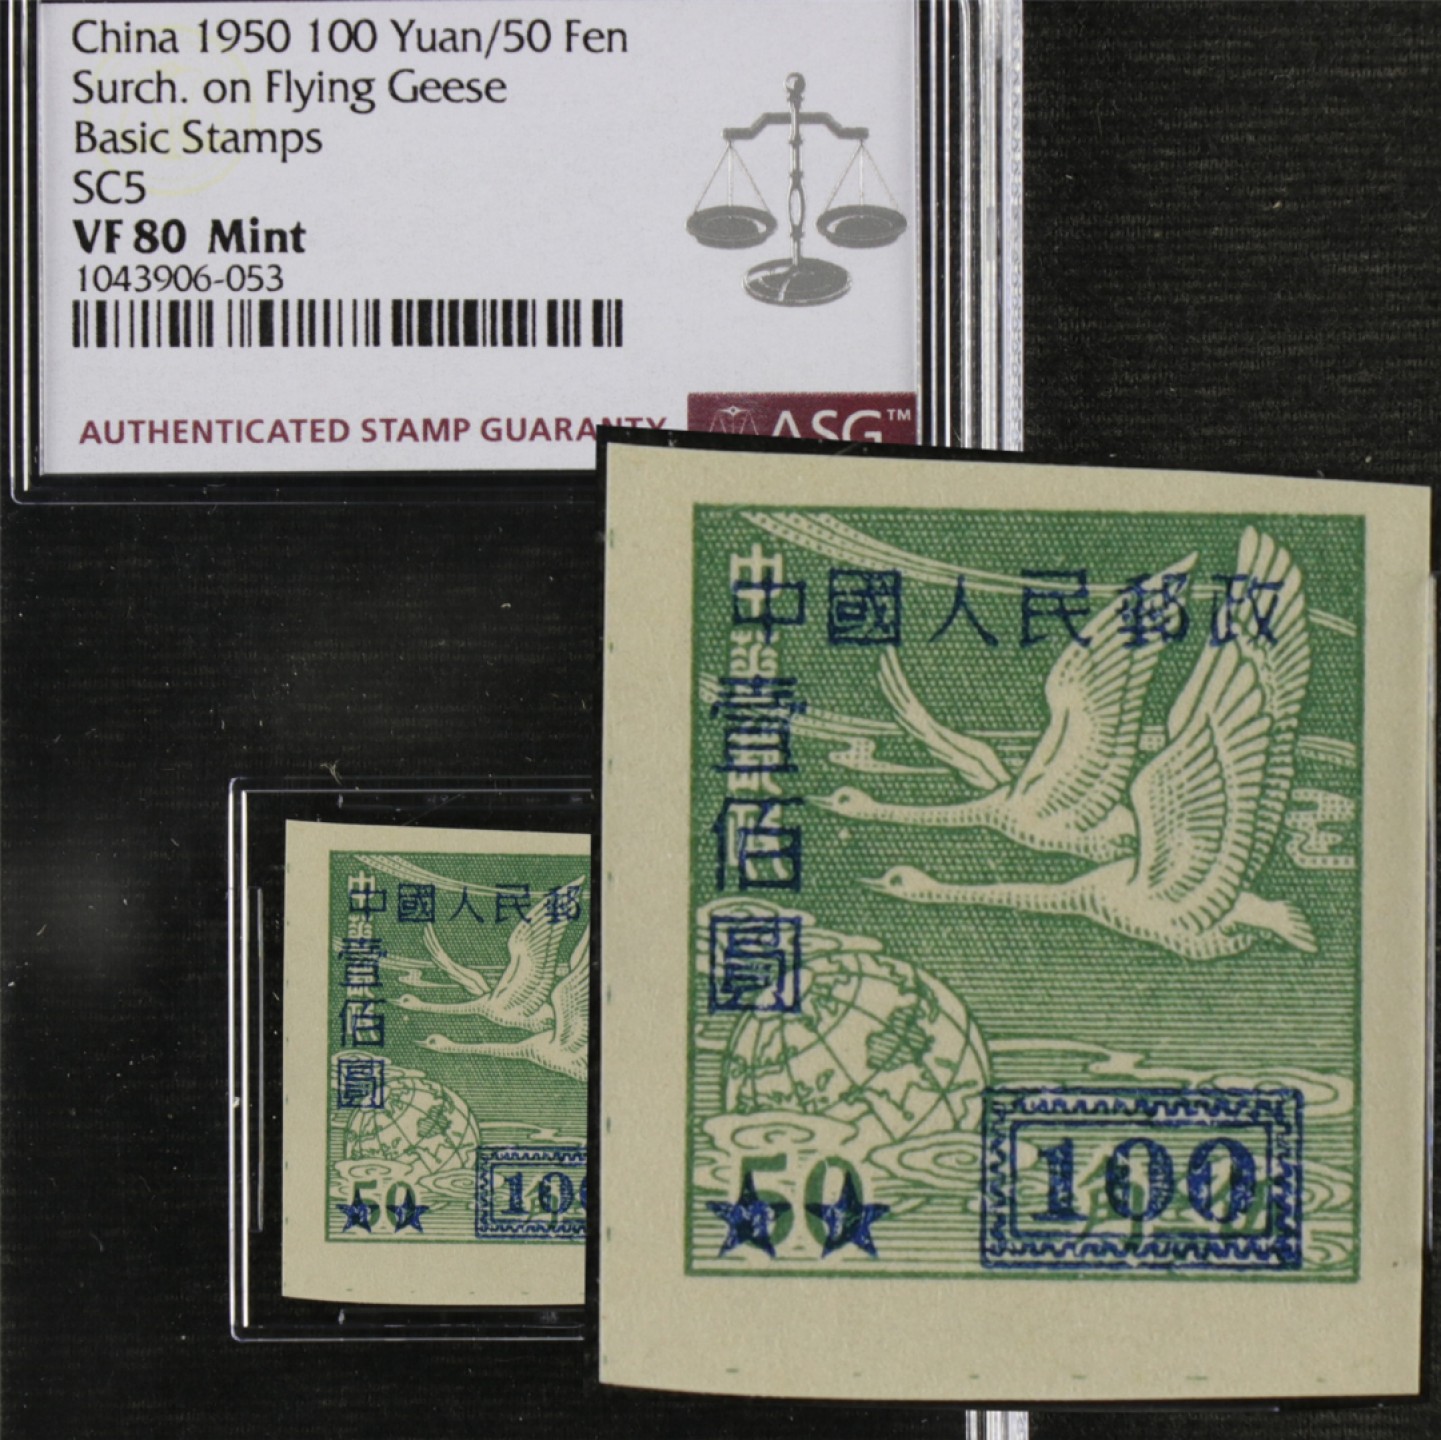 China 1950 100 Yuan/50 Fen
Surch. on Flying Geese
Basic Stamps
SC5
VF 80 Mint
1043906-053
AUTHENTICATED STAMP GUARANTY
ASG™
中國人民郵
壹佰圓
50
中國人民郵政
壹佰圓
50
100